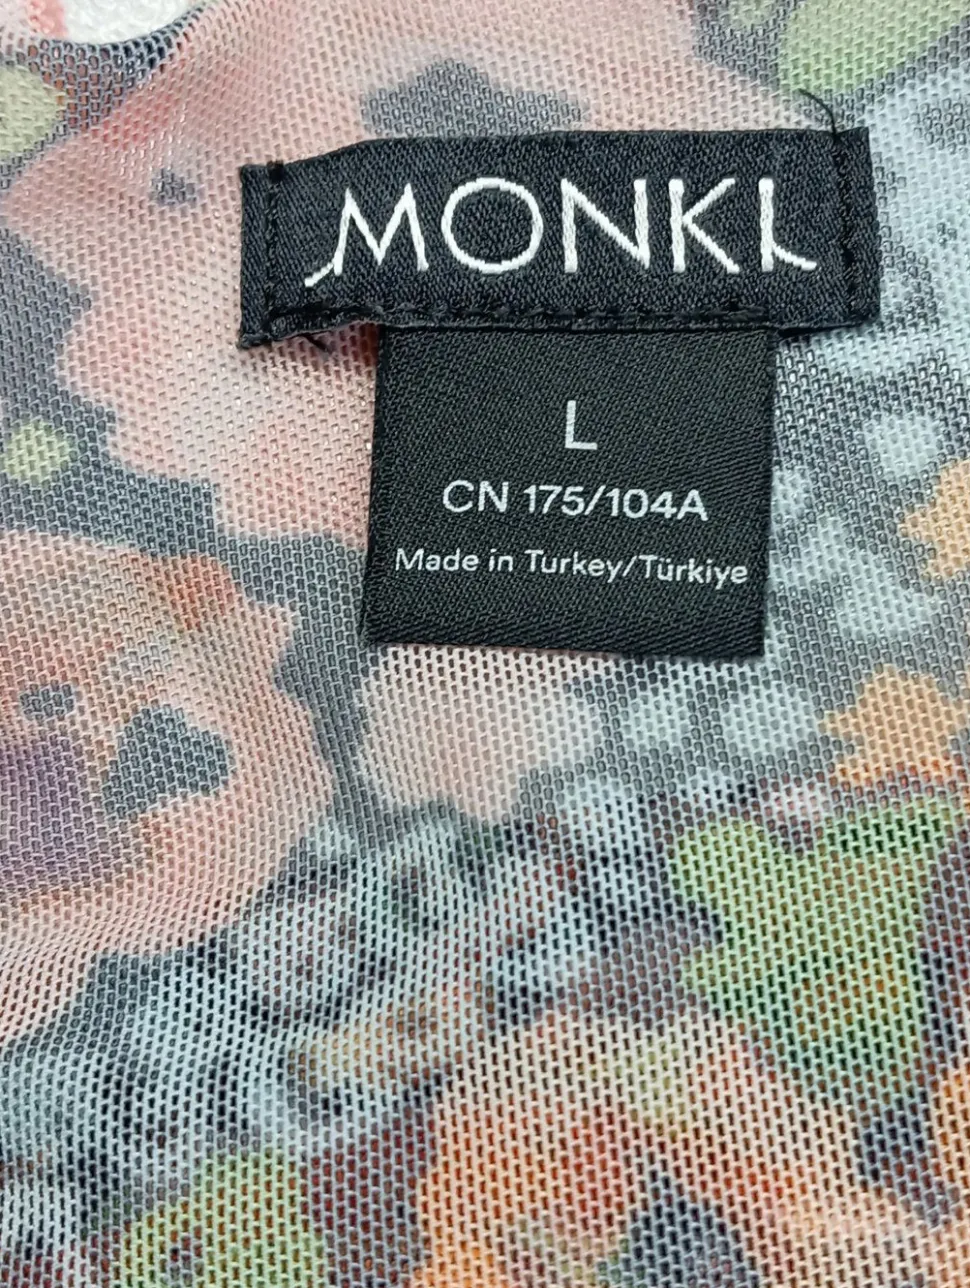 MONKI
L
CN 175/104A
Made in Turkey/Türkiye